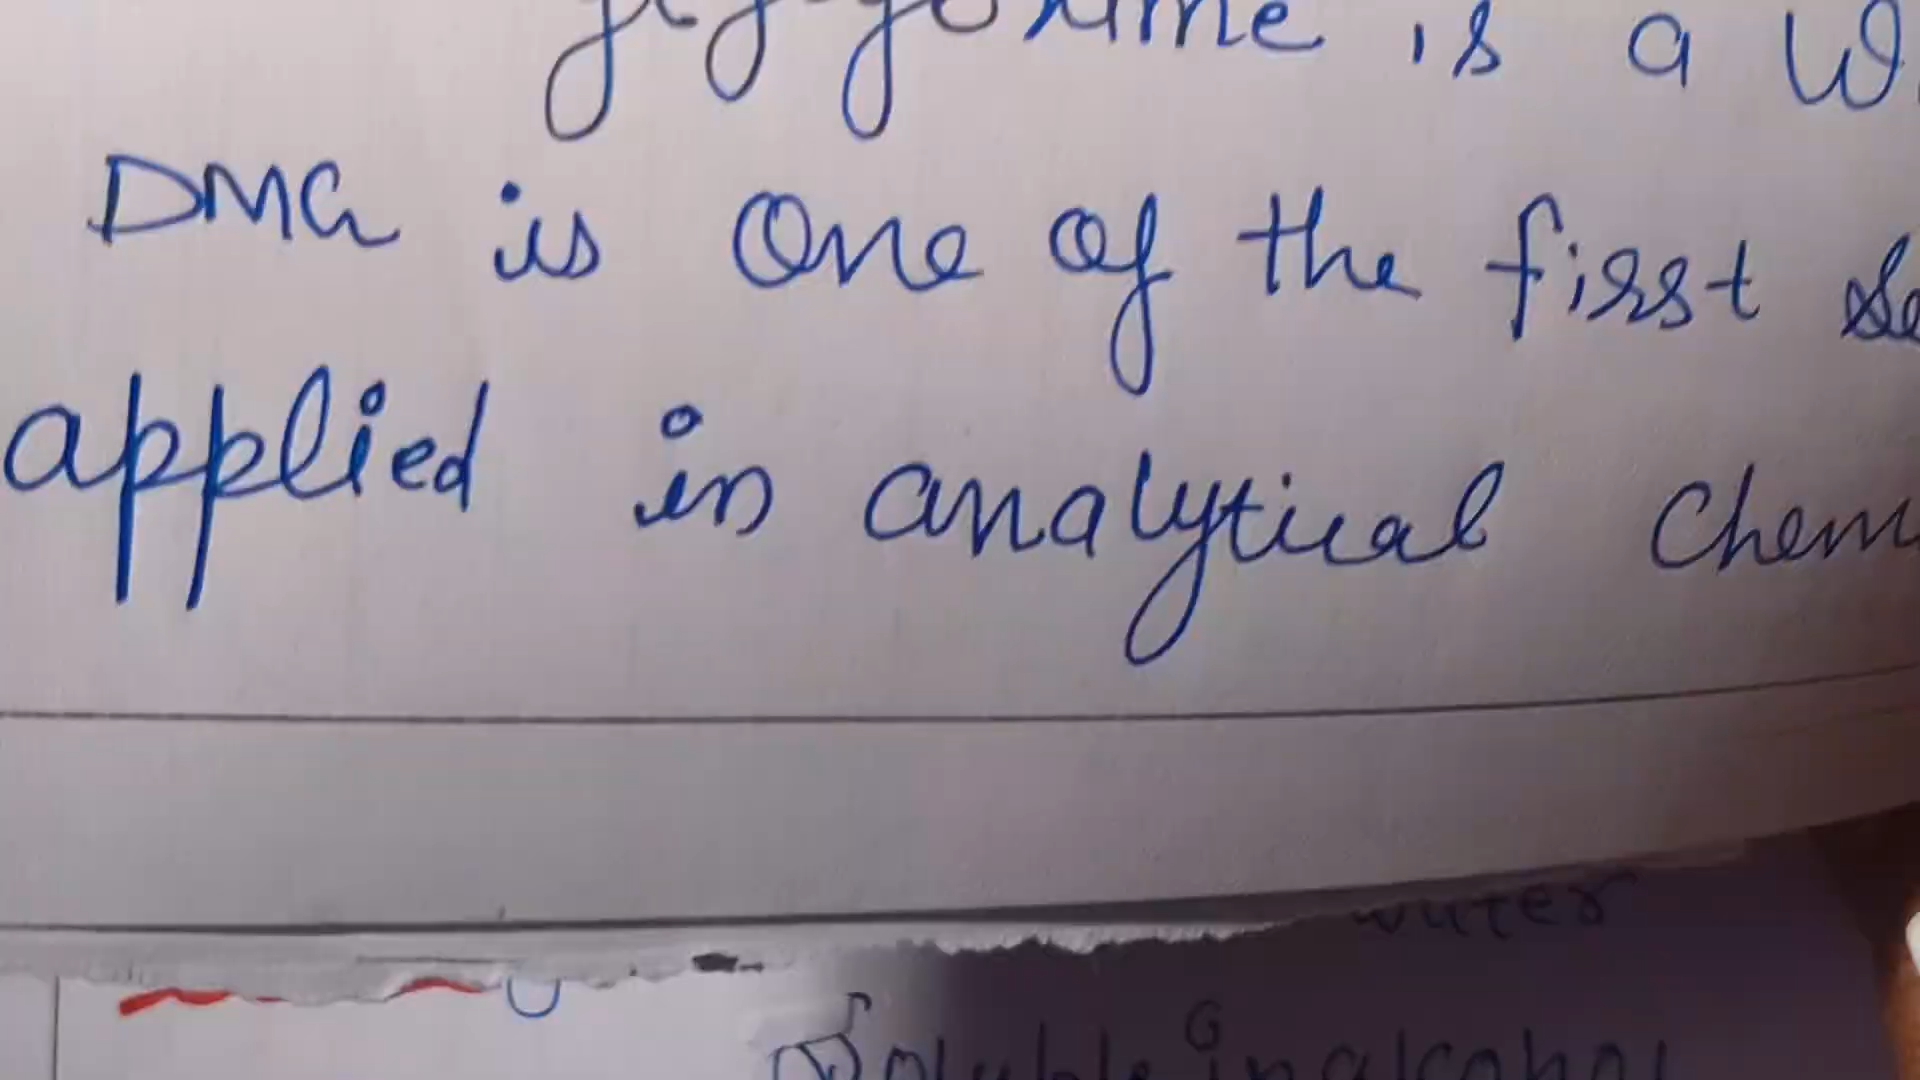 is a
DMG is one of the first
applied in analytical Chem
water
Soluble in alcohol